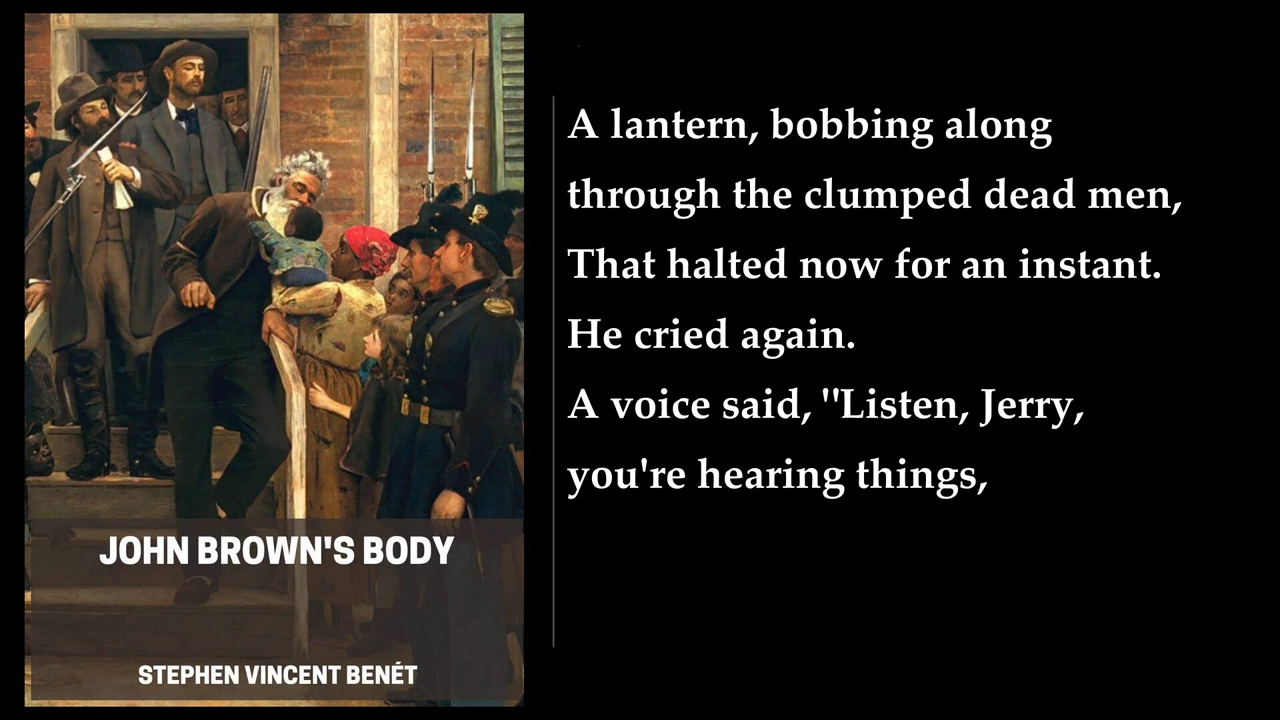 JOHN BROWN'S BODY
STEPHEN VINCENT BENÉT
A lantern, bobbing along
through the clumped dead men,
That halted now for an instant.
He cried again.
A voice said, "Listen, Jerry,
you're hearing things,